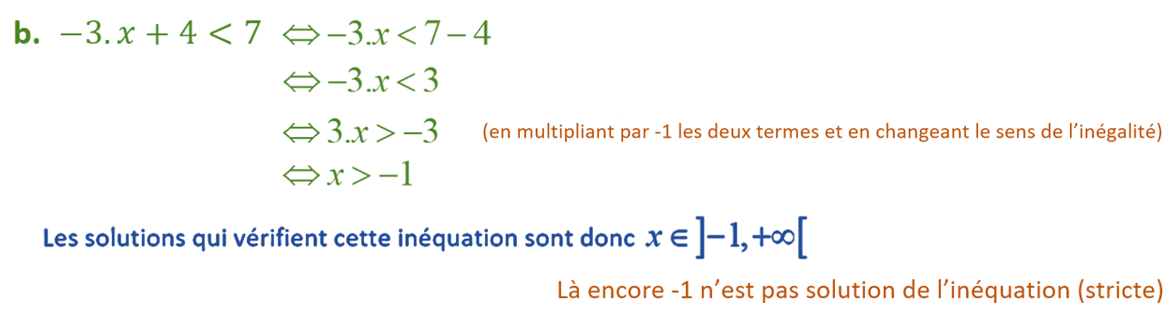 b. −3.x + 4 < 7 ⇔ −3.x < 7 − 4
⇔ −3.x < 3
⇔ 3.x > −3 (en multipliant par -1 les deux termes et en changeant le sens de l’inégalité)
⇔ x > −1
Les solutions qui vérifient cette inéquation sont donc x ∈ ]−1, +∞[
Là encore -1 n’est pas solution de l’inéquation (stricte)